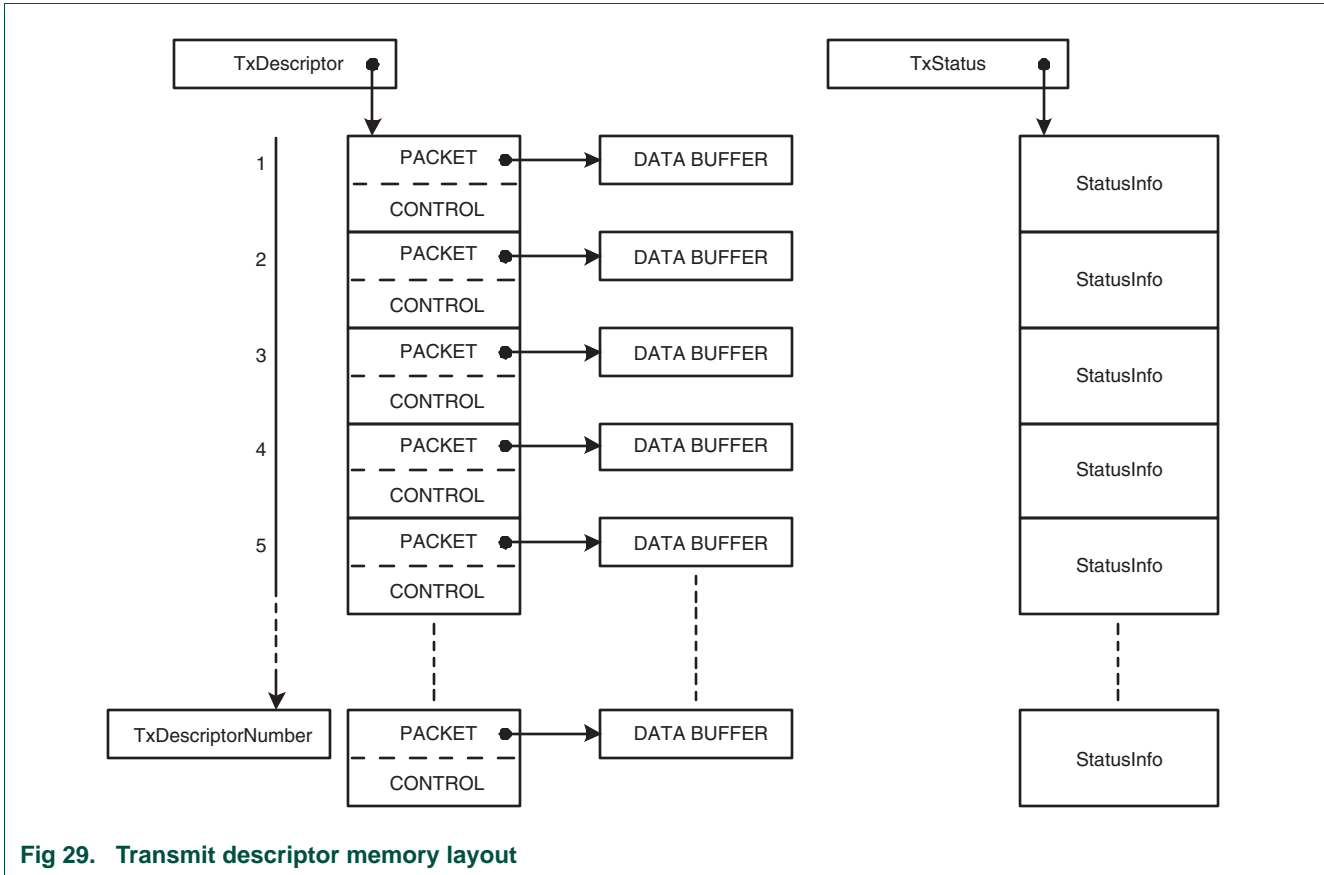 TxDescriptor
TxStatus
1
PACKET
DATA BUFFER
CONTROL
StatusInfo
2
PACKET
DATA BUFFER
CONTROL
StatusInfo
3
PACKET
DATA BUFFER
CONTROL
StatusInfo
4
PACKET
DATA BUFFER
CONTROL
StatusInfo
5
PACKET
DATA BUFFER
CONTROL
StatusInfo
TxDescriptorNumber
PACKET
DATA BUFFER
CONTROL
StatusInfo
Fig 29. Transmit descriptor memory layout